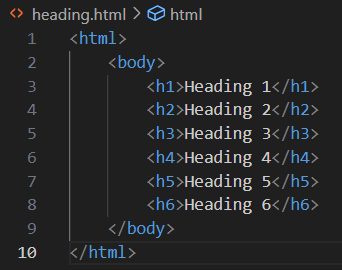 heading.html > html
1 <html>
2     <body>
3         <h1>Heading 1</h1>
4         <h2>Heading 2</h2>
5         <h3>Heading 3</h3>
6         <h4>Heading 4</h4>
7         <h5>Heading 5</h5>
8         <h6>Heading 6</h6>
9     </body>
10 </html>